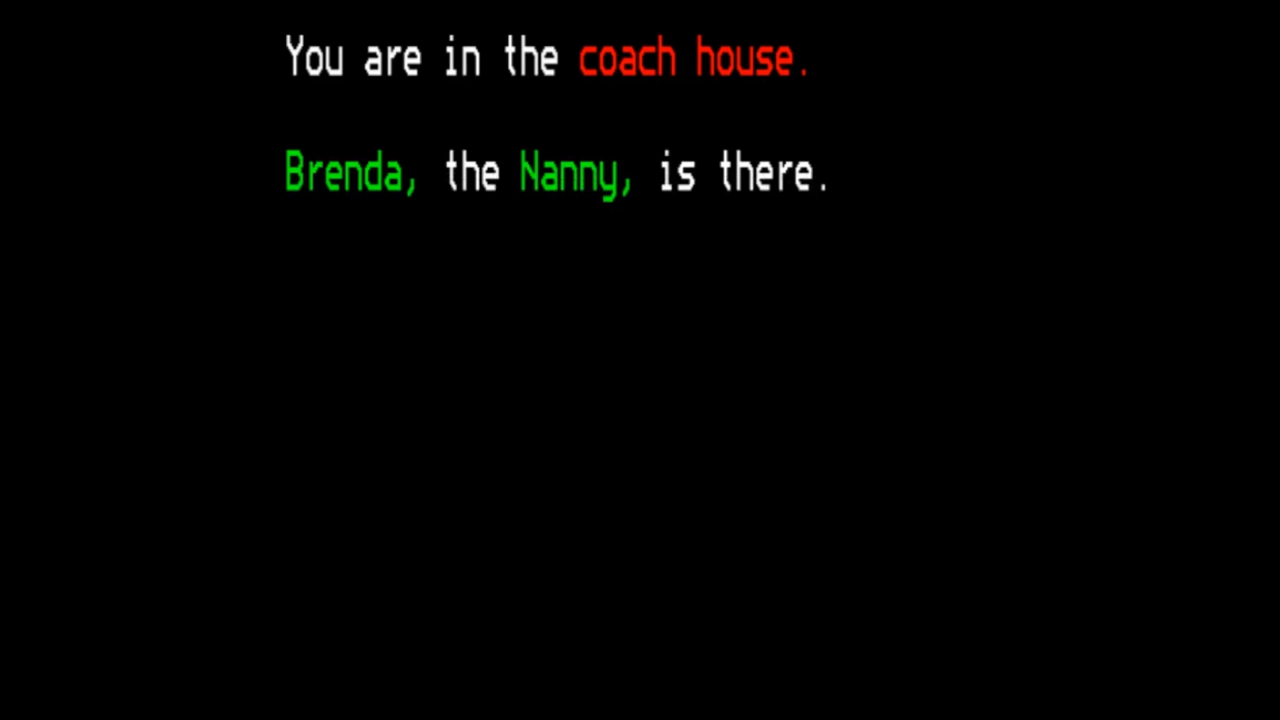 You are in the coach house.
Brenda, the Nanny, is there.